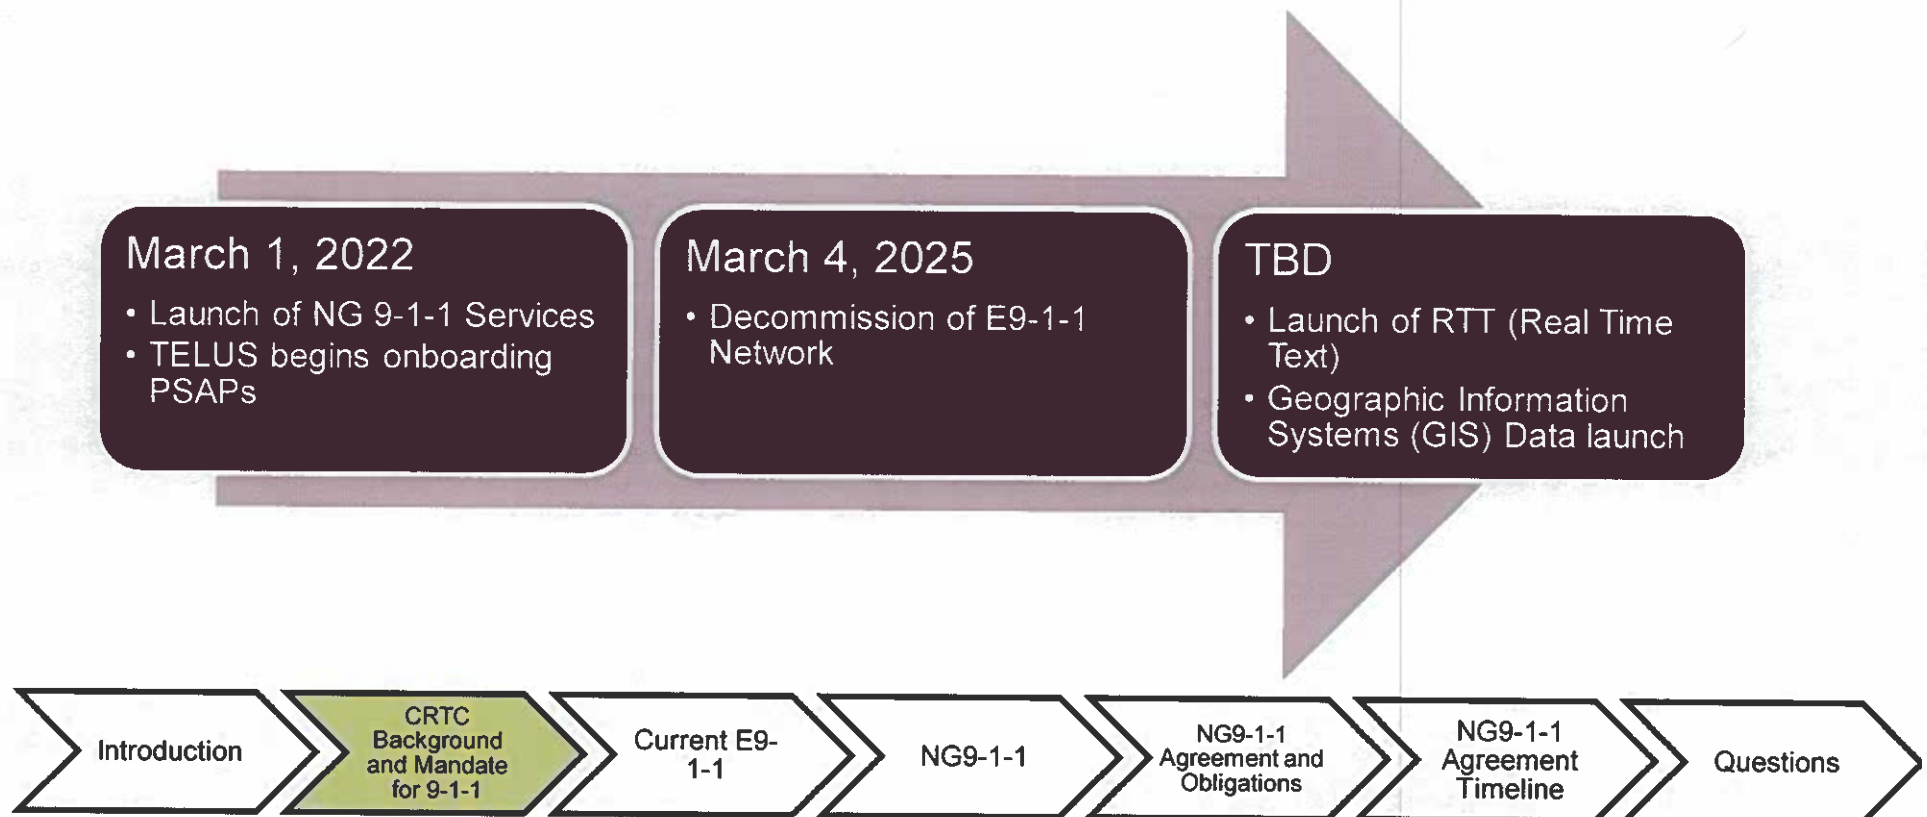 March 1, 2022
• Launch of NG 9-1-1 Services
• TELUS begins onboarding
PSAPs
March 4, 2025
• Decommission of E9-1-1
Network
TBD
• Launch of RTT (Real Time
Text)
• Geographic Information
Systems (GIS) Data launch
Introduction
CRTC
Background
and Mandate
for 9-1-1
Current E9-
1-1
NG9-1-1
NG9-1-1
Agreement and
Obligations
NG9-1-1
Agreement
Timeline
Questions